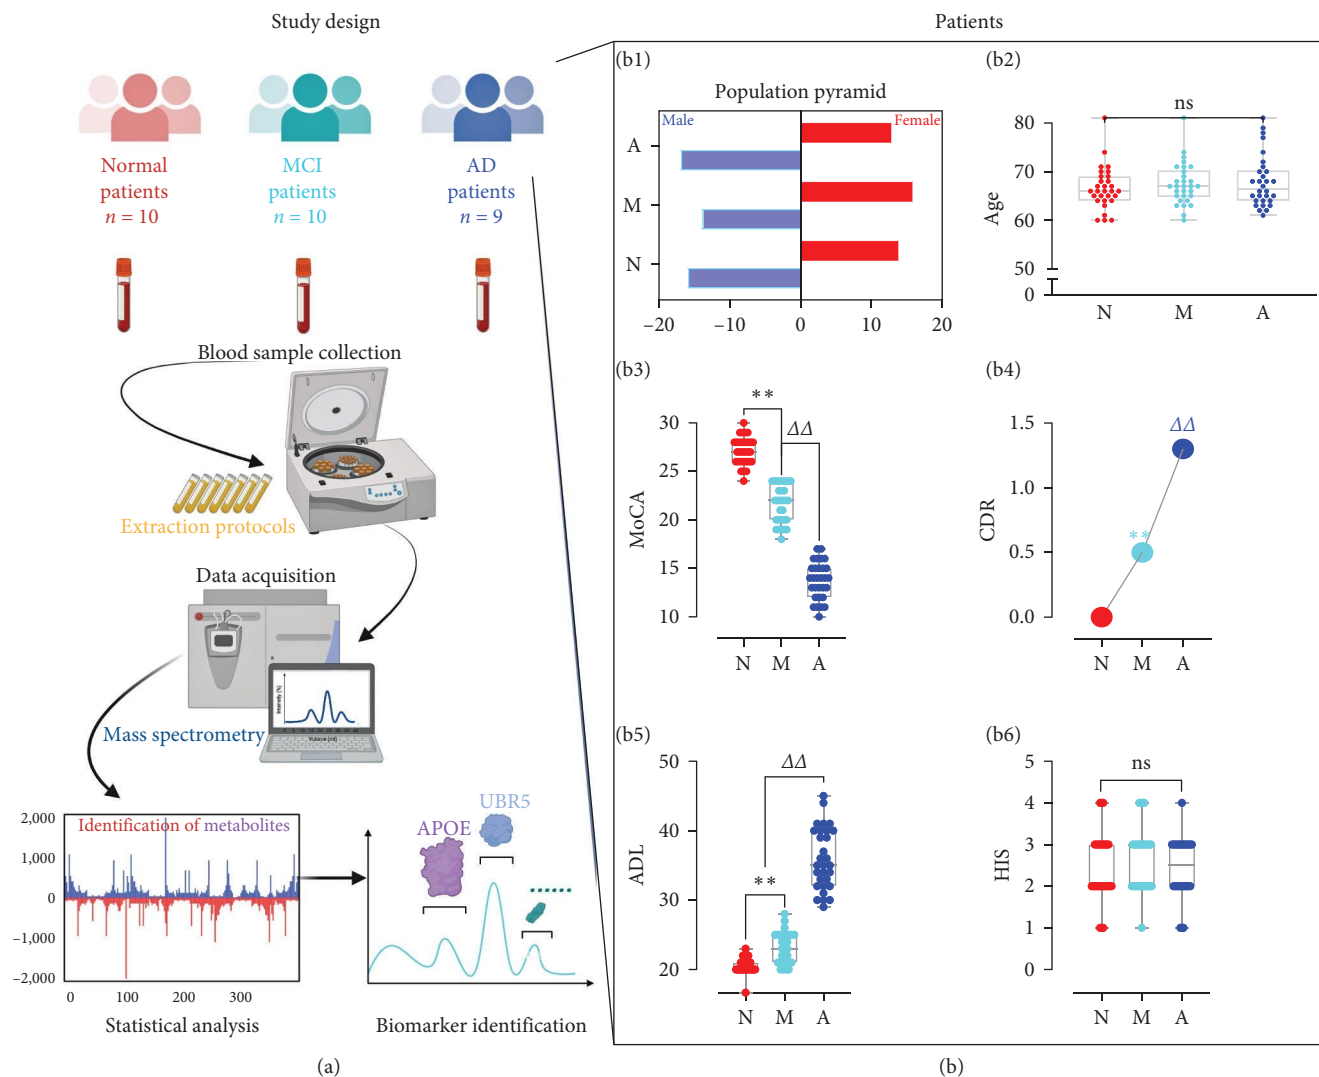 Study design
Patients
Normal
patients
n = 10
MCI
patients
n = 10
AD
patients
n = 9
Blood sample collection
Extraction protocols
Data acquisition
Intensity (%)
Volume (ml)
Mass spectrometry
2,000
1,000
0
−1,000
−2,000
Identification of metabolites
0 100 200 300
Statistical analysis
APOE
UBR5
Biomarker identification
(a)
(b1)
Population pyramid
Male
Female
A
M
N
−20 −10 0 10 20
(b2)
ns
Age
80
70
60
50
0
N M A
(b3)
**
ΔΔ
MoCA
30
25
20
15
10
N M A
(b4)
ΔΔ
**
CDR
1.5
1.0
0.5
0.0
N M A
(b5)
ΔΔ
**
ADL
50
40
30
20
N M A
(b6)
ns
HIS
5
4
3
2
1
0
N M A
(b)